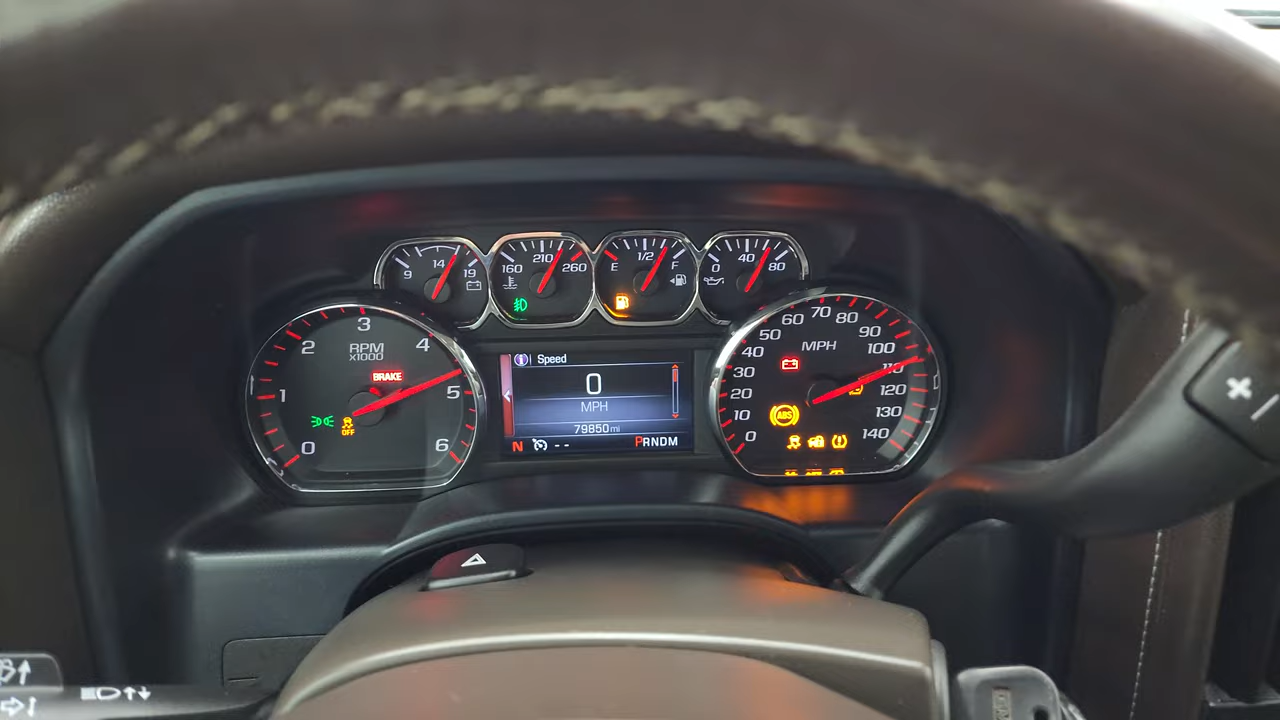 9 14 19
160 210 260
E 1/2 F
0 40 80
0 1 2 3 4 5 6
RPM
X1000
BRAKE
OFF
Speed
0
MPH
79850 mi
N -- PRNDM
0 10 20 30 40 50 60 70 80 90 100 110 120 130 140
MPH
ABS